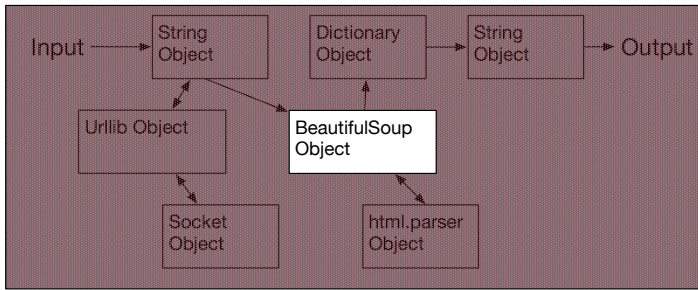 Input
String
Object
Dictionary
Object
String
Object
Output
Urllib Object
BeautifulSoup
Object
Socket
Object
html.parser
Object